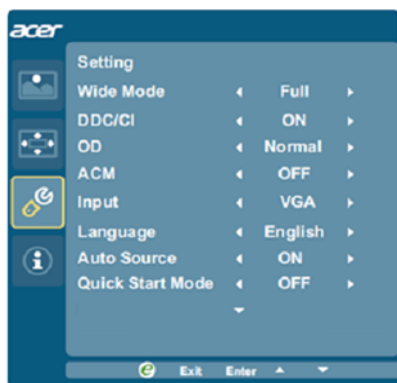 acer
Setting
Wide Mode Full
DDC/CI ON
OD Normal
ACM OFF
Input VGA
Language English
Auto Source ON
Quick Start Mode OFF
e Exit Enter